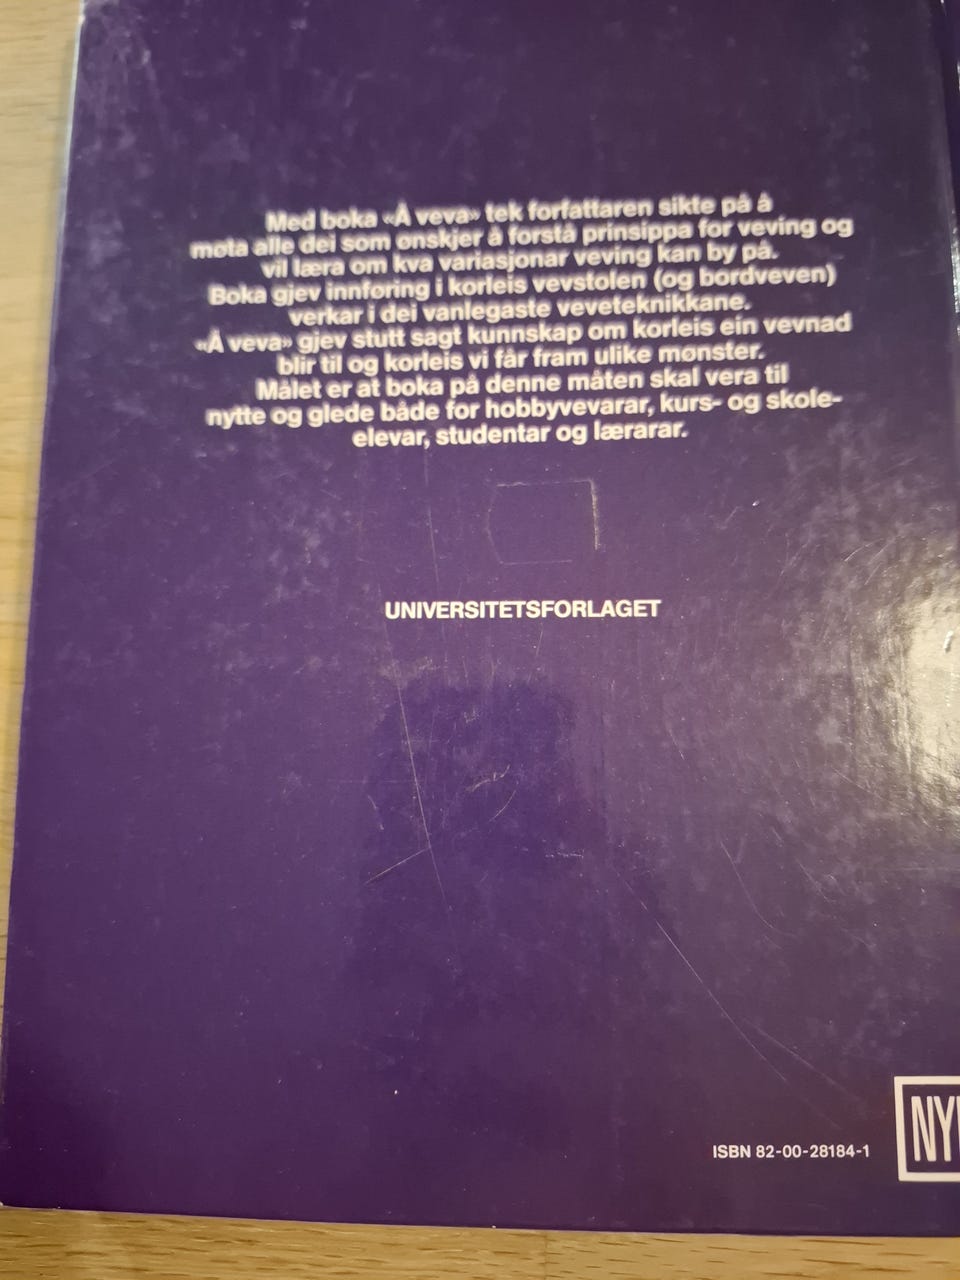 Med boka «Å veva» tek forfattaren sikte på å
møta alle dei som ønskjer å forstå prinsippa for veving og
vil læra om kva variasjonar veving kan by på.
Boka gjev innføring i korleis vevstolen (og bordveven)
verkar i dei vanlegaste veveteknikkane.
«Å veva» gjev stutt sagt kunnskap om korleis ein vevnad
blir til og korleis vi får fram ulike mønster.
Målet er at boka på denne måten skal vera til
nytte og glede både for hobbyvevarar, kurs- og skole-
elevar, studentar og lærarar.
UNIVERSITETSFORLAGET
ISBN 82-00-28184-1